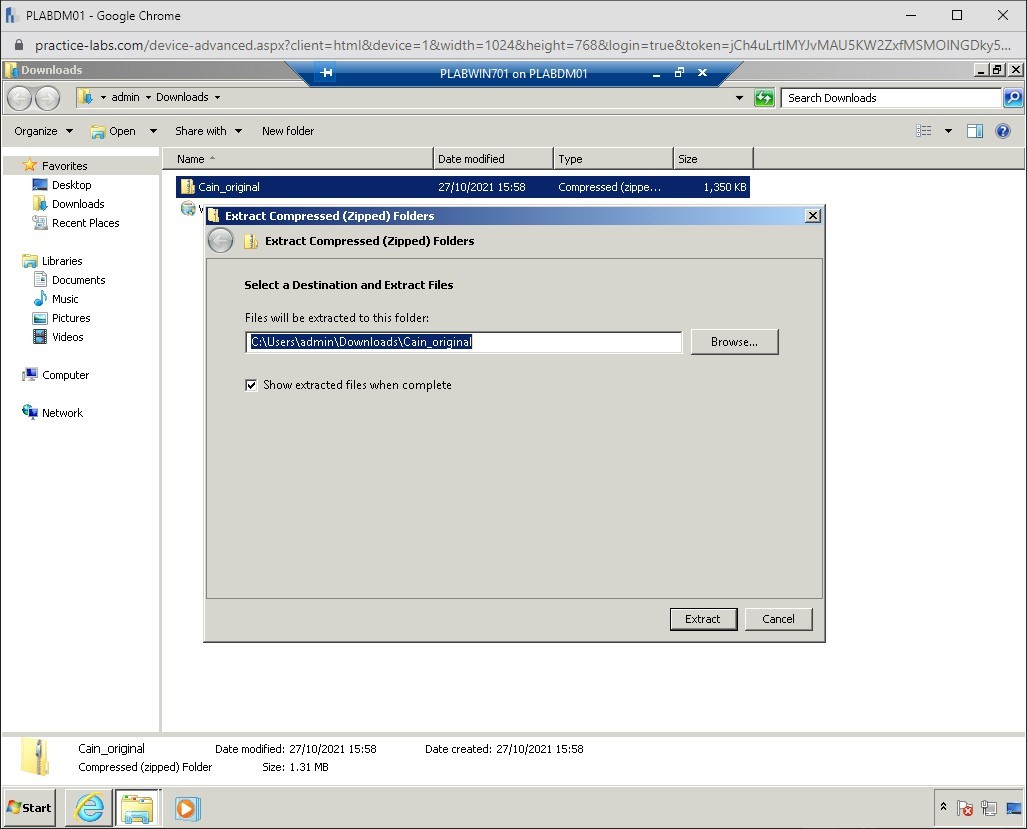 PLABDM01 - Google Chrome
practice-labs.com/device-advanced.aspx?client=html&device=1&width=1024&height=768&login=true&token=jCh4uLrtIMYJvMAU5KW2ZxfMSMOINGDky5...
Downloads
PLABWIN701 on PLABDM01
admin Downloads
Search Downloads
Organize Open Share with New folder
Name Date modified Type Size
Favorites
Desktop
Downloads
Recent Places
Libraries
Documents
Music
Pictures
Videos
Computer
Network
Cain_original 27/10/2021 15:58 Compressed (zippe... 1,350 KB
Extract Compressed (Zipped) Folders
Extract Compressed (Zipped) Folders
Select a Destination and Extract Files
Files will be extracted to this folder:
C:\Users\admin\Downloads\Cain_original
Browse...
Show extracted files when complete
Extract Cancel
Cain_original Date modified: 27/10/2021 15:58 Date created: 27/10/2021 15:58
Compressed (zipped) Folder Size: 1.31 MB
Start